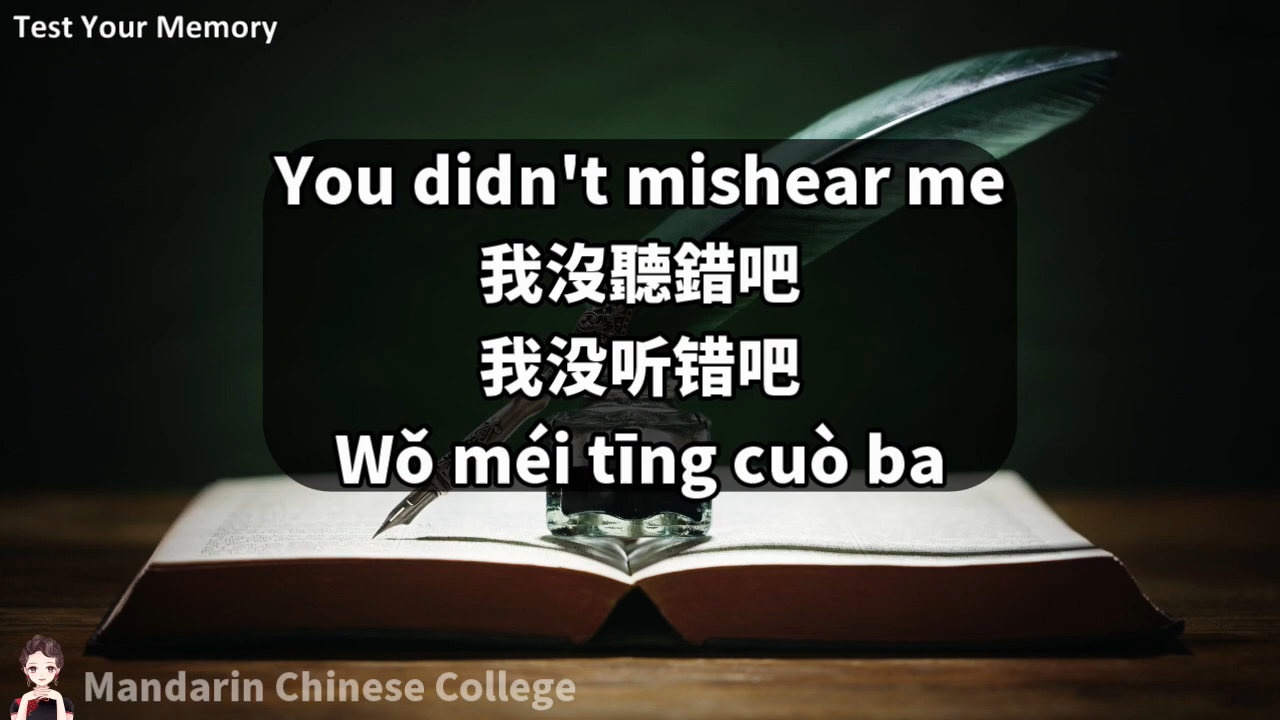 Test Your Memory
You didn't mishear me
我沒聽錯吧
我没听错吧
Wǒ méi tīng cuò ba
Mandarin Chinese College